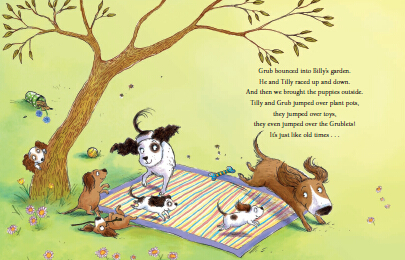 Grub bounced into Tilly's garden.
He and Tilly raced up and down.
And then we brought the puppies outside.
Tilly and Grub jumped over plant pots,
they jumped over toys,
they even jumped over the Grublets!
It's just like old times . . .